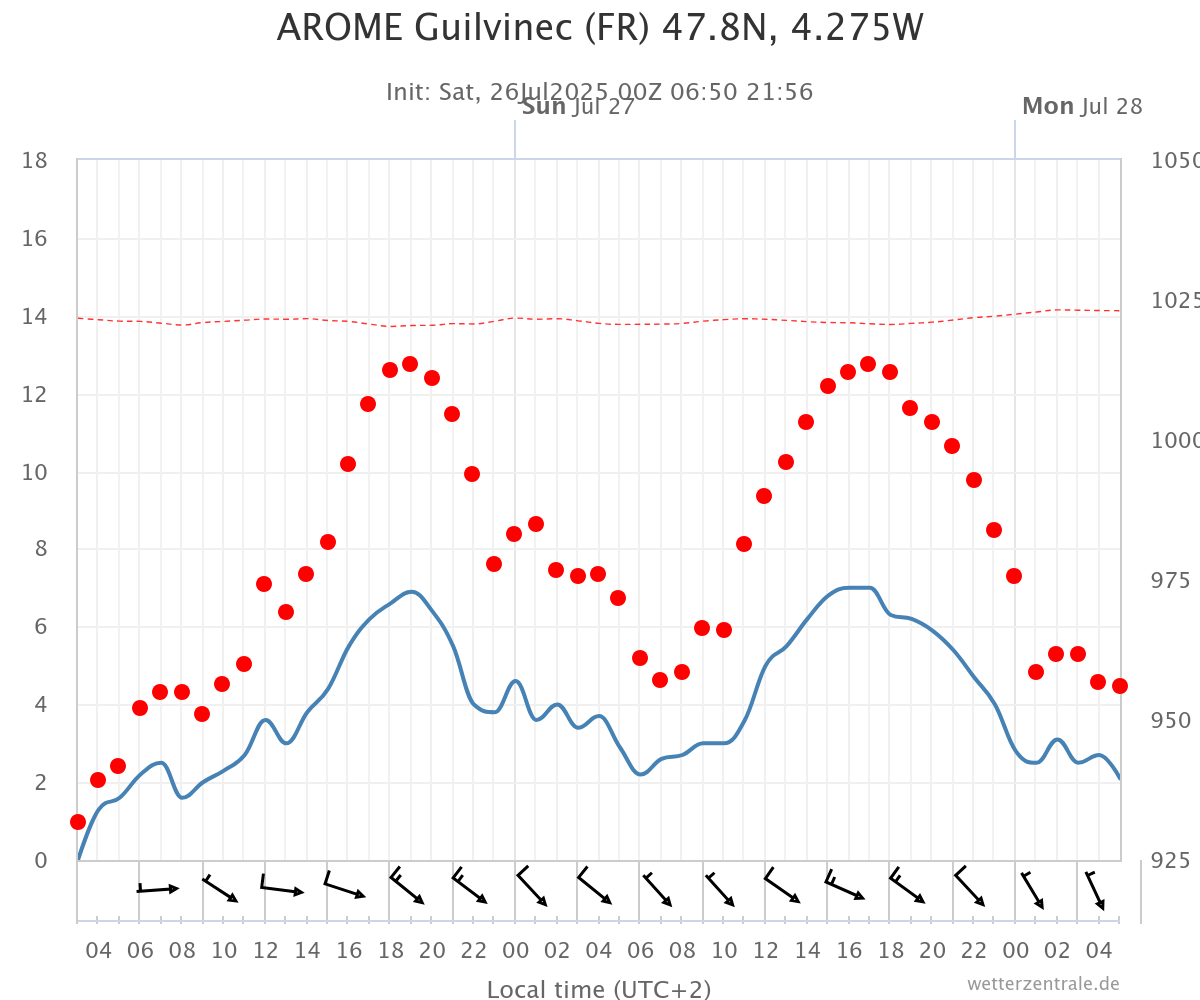 AROME Guilvinec (FR) 47.8N, 4.275W
Init: Sat, 26Jul2025 00Z 06:50 21:56
Sun Jul 27
Mon Jul 28
18 1050
16
14 1025
12
10 1000
8
6 975
4 950
2
0 925
04 06 08 10 12 14 16 18 20 22 00 02 04 06 08 10 12 14 16 18 20 22 00 02 04
Local time (UTC+2)
wetterzentrale.de